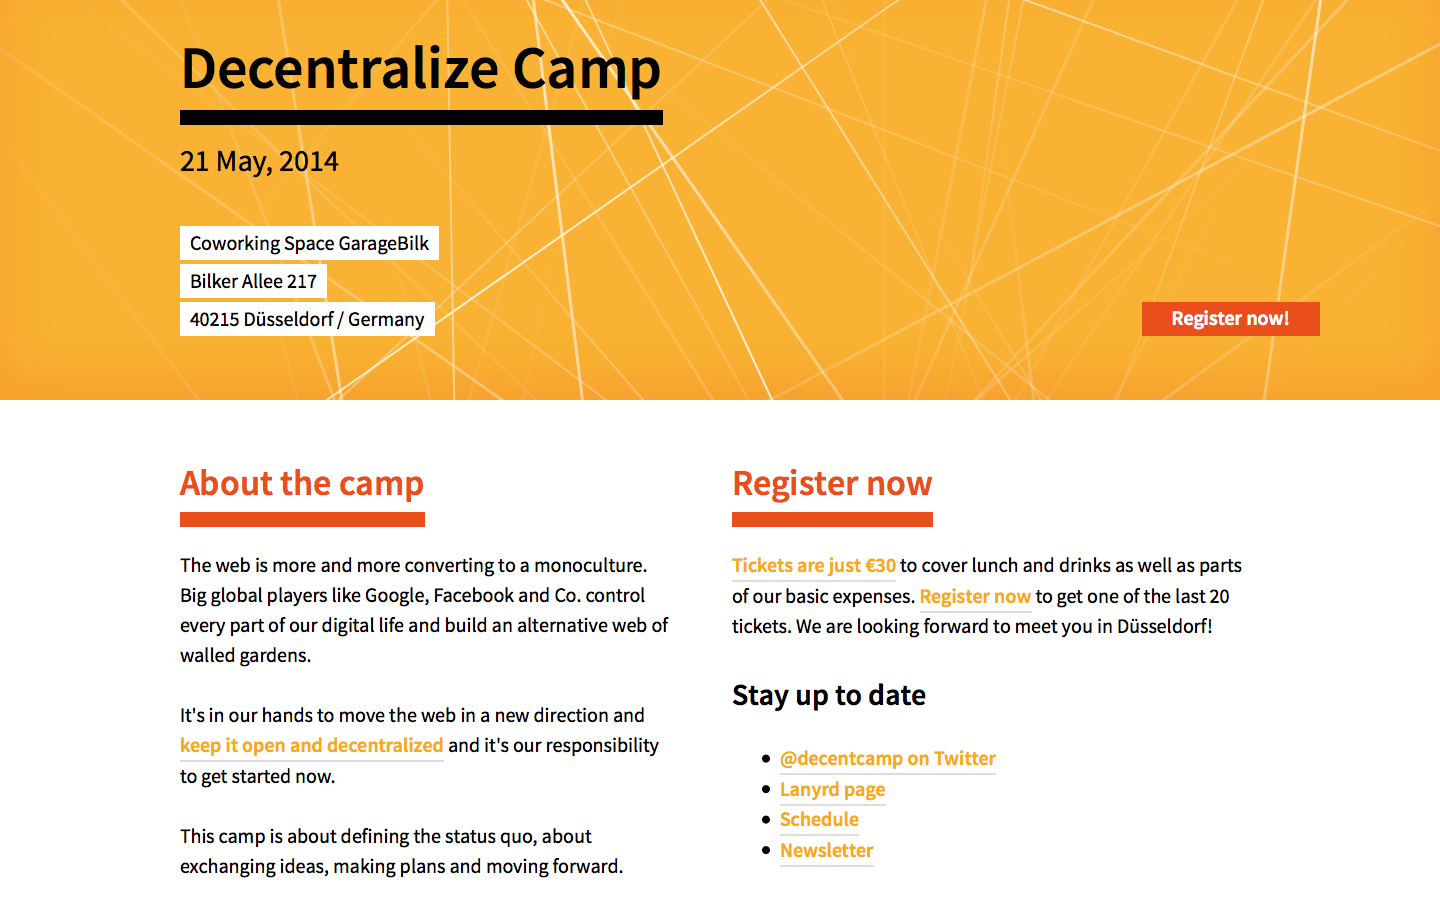 Decentralize Camp
21 May, 2014
Coworking Space GarageBilk
Bilker Allee 217
40215 Düsseldorf / Germany
Register now!
About the camp
The web is more and more converting to a monoculture.
Big global players like Google, Facebook and Co. control
every part of our digital life and build an alternative web of
walled gardens.
It's in our hands to move the web in a new direction and
keep it open and decentralized and it's our responsibility
to get started now.
This camp is about defining the status quo, about
exchanging ideas, making plans and moving forward.
Register now
Tickets are just €30 to cover lunch and drinks as well as parts
of our basic expenses. Register now to get one of the last 20
tickets. We are looking forward to meet you in Düsseldorf!
Stay up to date
@decentcamp on Twitter
Lanyrd page
Schedule
Newsletter